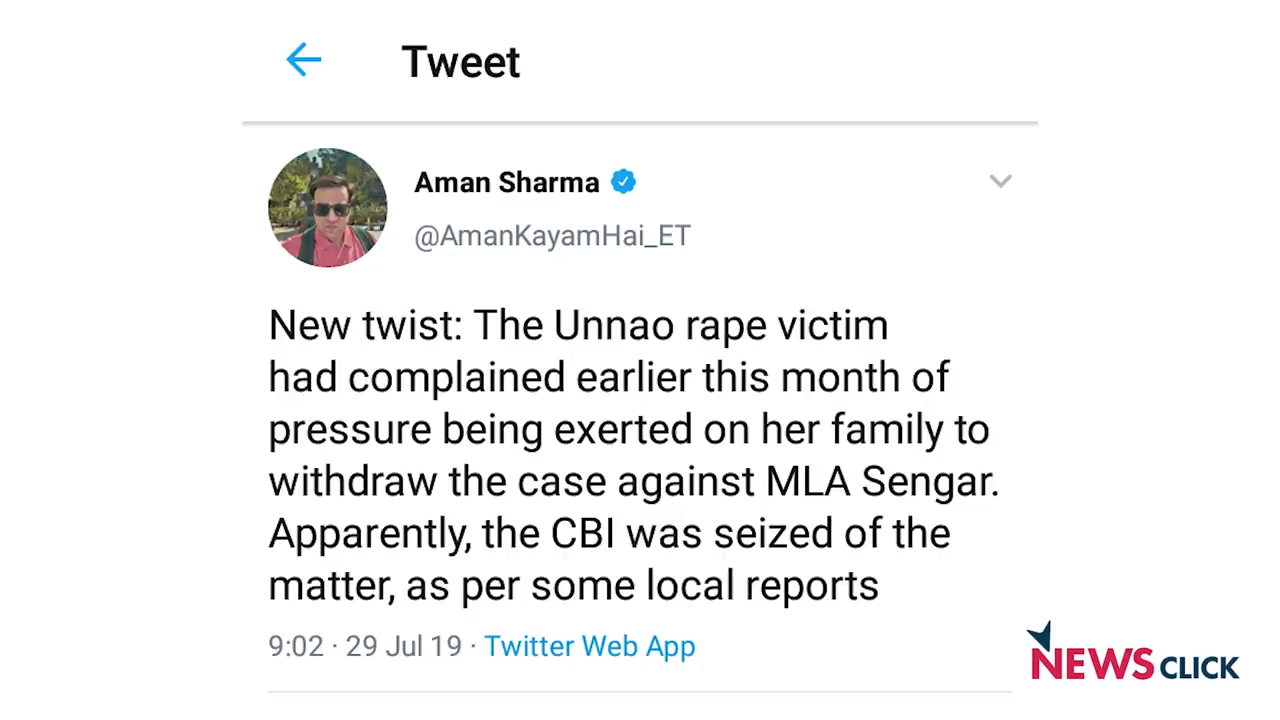 Tweet
Aman Sharma
@AmanKayamHai_ET
New twist: The Unnao rape victim
had complained earlier this month of
pressure being exerted on her family to
withdraw the case against MLA Sengar.
Apparently, the CBI was seized of the
matter, as per some local reports
9:02 · 29 Jul 19 · Twitter Web App
NEWSCLICK